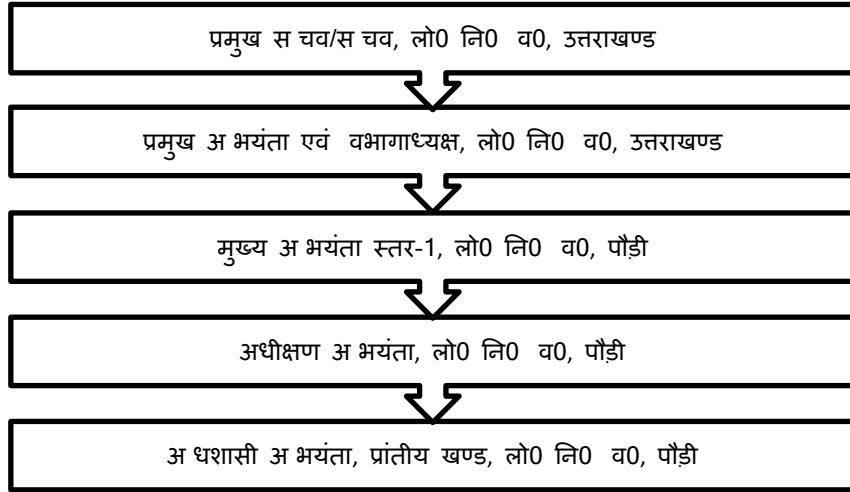 प्रमुख स चव/स चव, लो0 नि0 व0, उत्तराखण्ड
प्रमुख अ भयंता एवं वभागाध्यक्ष, लो0 नि0 व0, उत्तराखण्ड
मुख्य अ भयंता स्तर-1, लो0 नि0 व0, पौड़ी
अधीक्षण अ भयंता, लो0 नि0 व0, पौड़ी
अ धशासी अ भयंता, प्रांतीय खण्ड, लो0 नि0 व0, पौड़ी